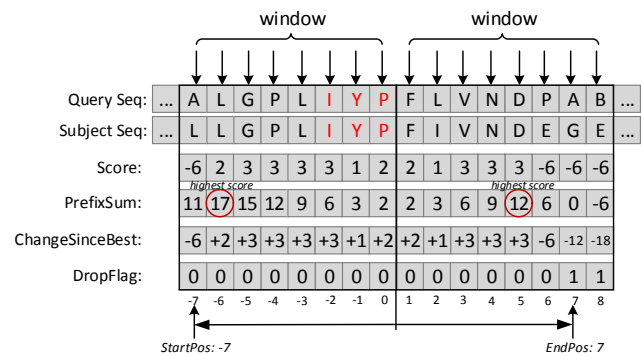 window window
Query Seq: ... A L G P L I Y P F L V N D P A B ...
Subject Seq: ... L L G P L I Y P F I V N D E G E ...
Score: -6 2 3 3 3 3 1 2 2 1 3 3 3 -6 -6 -6
highest score highest score
PrefixSum: 11 17 15 12 9 6 3 2 2 3 6 9 12 6 0 -6
ChangeSinceBest: -6 +2 +3 +3 +3 +3 +1 +2 +2 +1 +3 +3 +3 -6 -12 -18
DropFlag: 0 0 0 0 0 0 0 0 0 0 0 0 0 0 1 1
-7 -6 -5 -4 -3 -2 -1 0 1 2 3 4 5 6 7 8
StartPos: -7 EndPos: 7